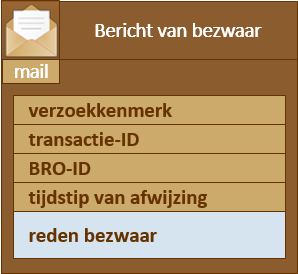 Bericht van bezwaar
mail
verzoekkenmerk
transactie-ID
BRO-ID
tijdstip van afwijzing
reden bezwaar